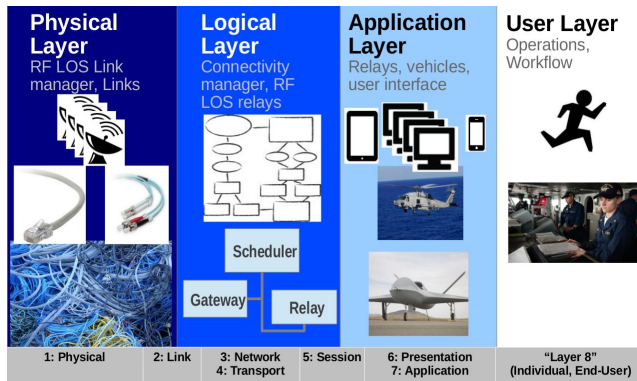 Physical
Layer
RF LOS Link
manager, Links
Logical
Layer
Connectivity
manager, RF
LOS relays
Scheduler
Gateway
Relay
Application
Layer
Relays, vehicles,
user interface
User Layer
Operations,
Workflow
1: Physical
2: Link
3: Network
4: Transport
5: Session
6: Presentation
7: Application
“Layer 8”
(Individual, End-User)